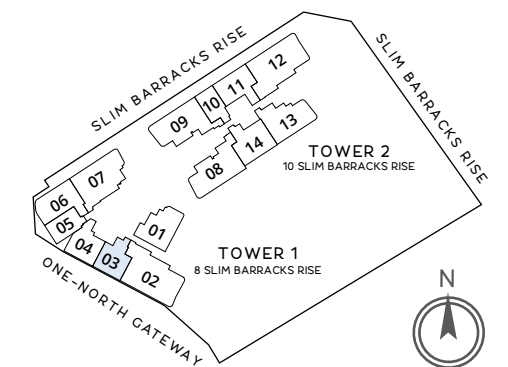 SLIM BARRACKS RISE
SLIM BARRACKS RISE
12
11
10
09
13
14
08
TOWER 2
10 SLIM BARRACKS RISE
07
06
05
04
03
01
02
TOWER 1
8 SLIM BARRACKS RISE
ONE-NORTH GATEWAY
N